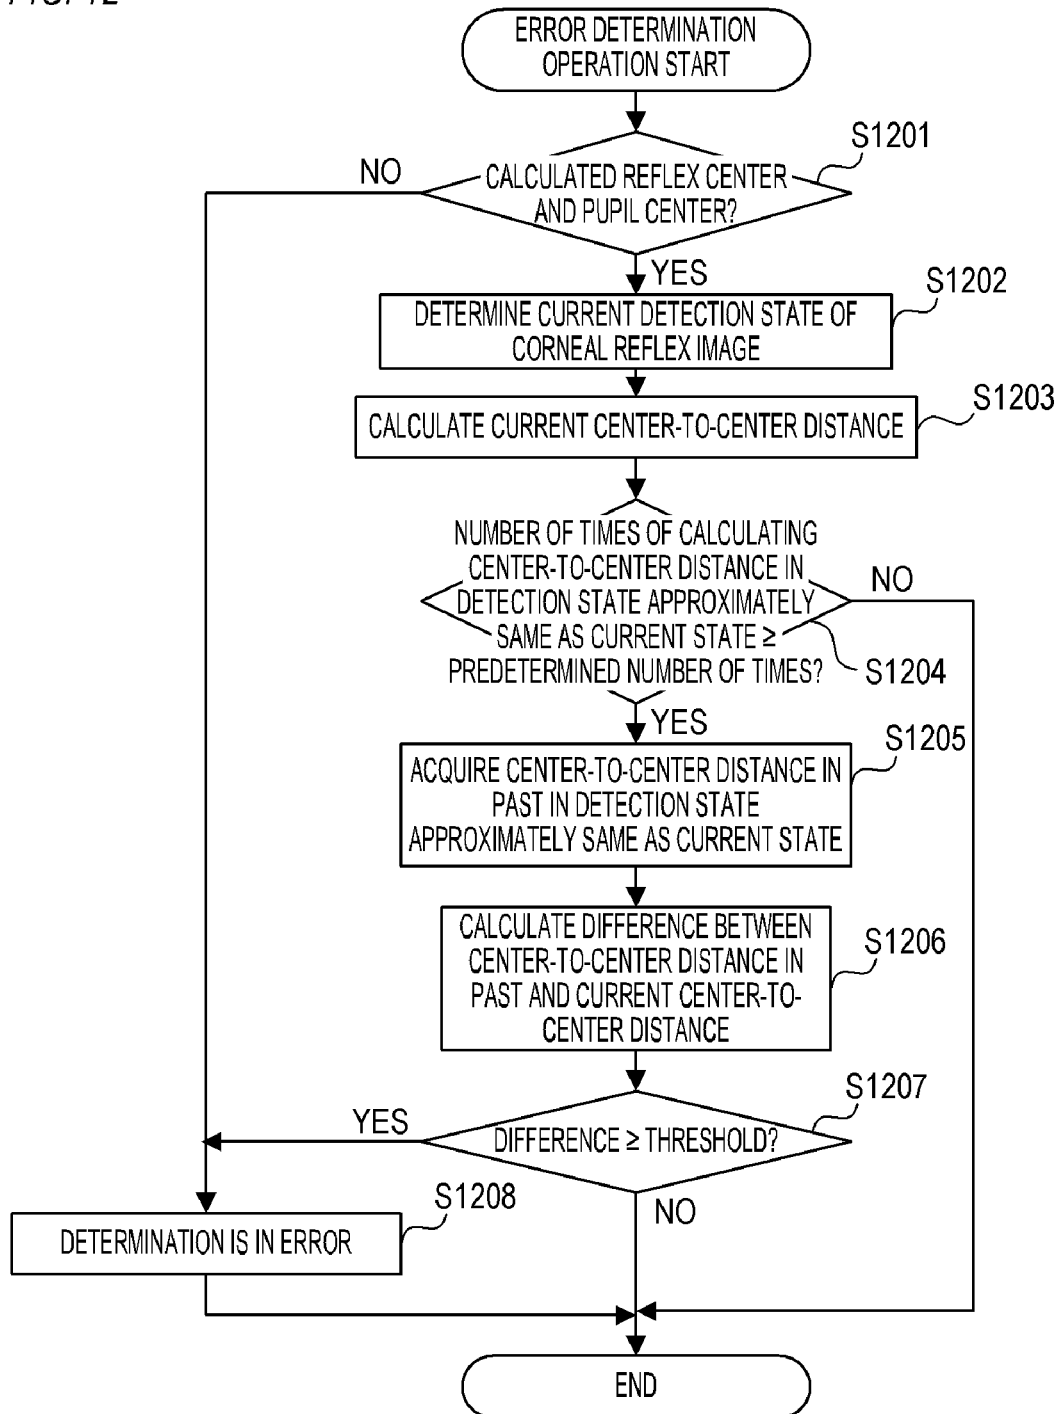 ERROR DETERMINATION
OPERATION START
S1201
NO
CALCULATED REFLEX CENTER
AND PUPIL CENTER?
YES
S1202
DETERMINE CURRENT DETECTION STATE OF
CORNEAL REFLEX IMAGE
S1203
CALCULATE CURRENT CENTER-TO-CENTER DISTANCE
NUMBER OF TIMES OF CALCULATING
CENTER-TO-CENTER DISTANCE IN
DETECTION STATE APPROXIMATELY
SAME AS CURRENT STATE ≥
PREDETERMINED NUMBER OF TIMES?
NO
S1204
YES
S1205
ACQUIRE CENTER-TO-CENTER DISTANCE IN
PAST IN DETECTION STATE
APPROXIMATELY SAME AS CURRENT STATE
CALCULATE DIFFERENCE BETWEEN
CENTER-TO-CENTER DISTANCE IN
PAST AND CURRENT CENTER-TO-
CENTER DISTANCE
S1206
S1207
YES
DIFFERENCE ≥ THRESHOLD?
NO
S1208
DETERMINATION IS IN ERROR
END